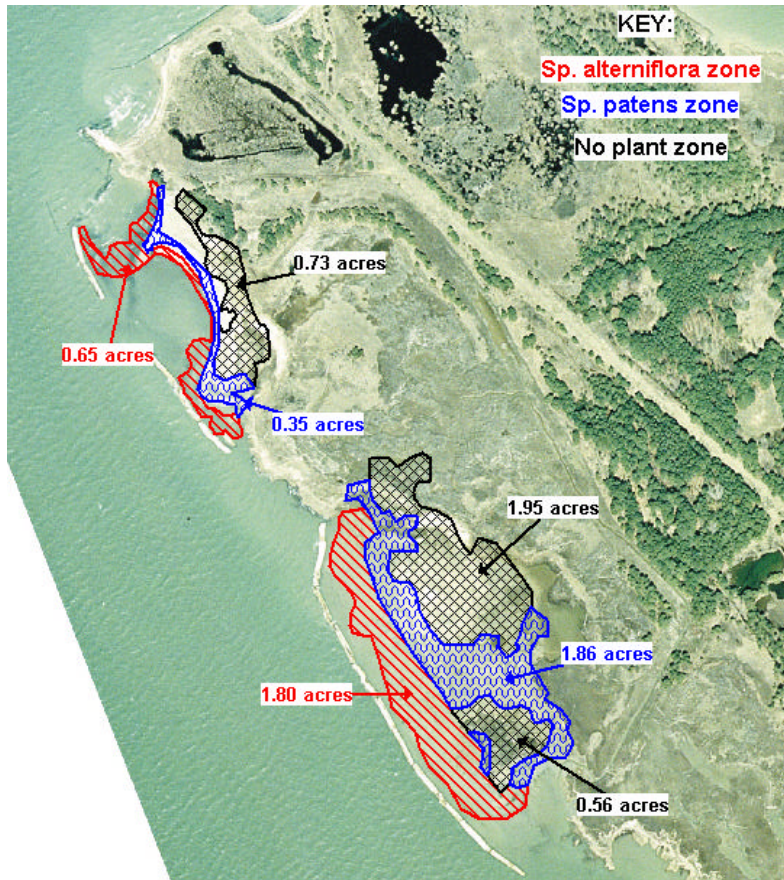 KEY:
Sp. alterniflora zone
Sp. patens zone
No plant zone
0.73 acres
0.65 acres
0.35 acres
1.95 acres
1.86 acres
1.80 acres
0.56 acres